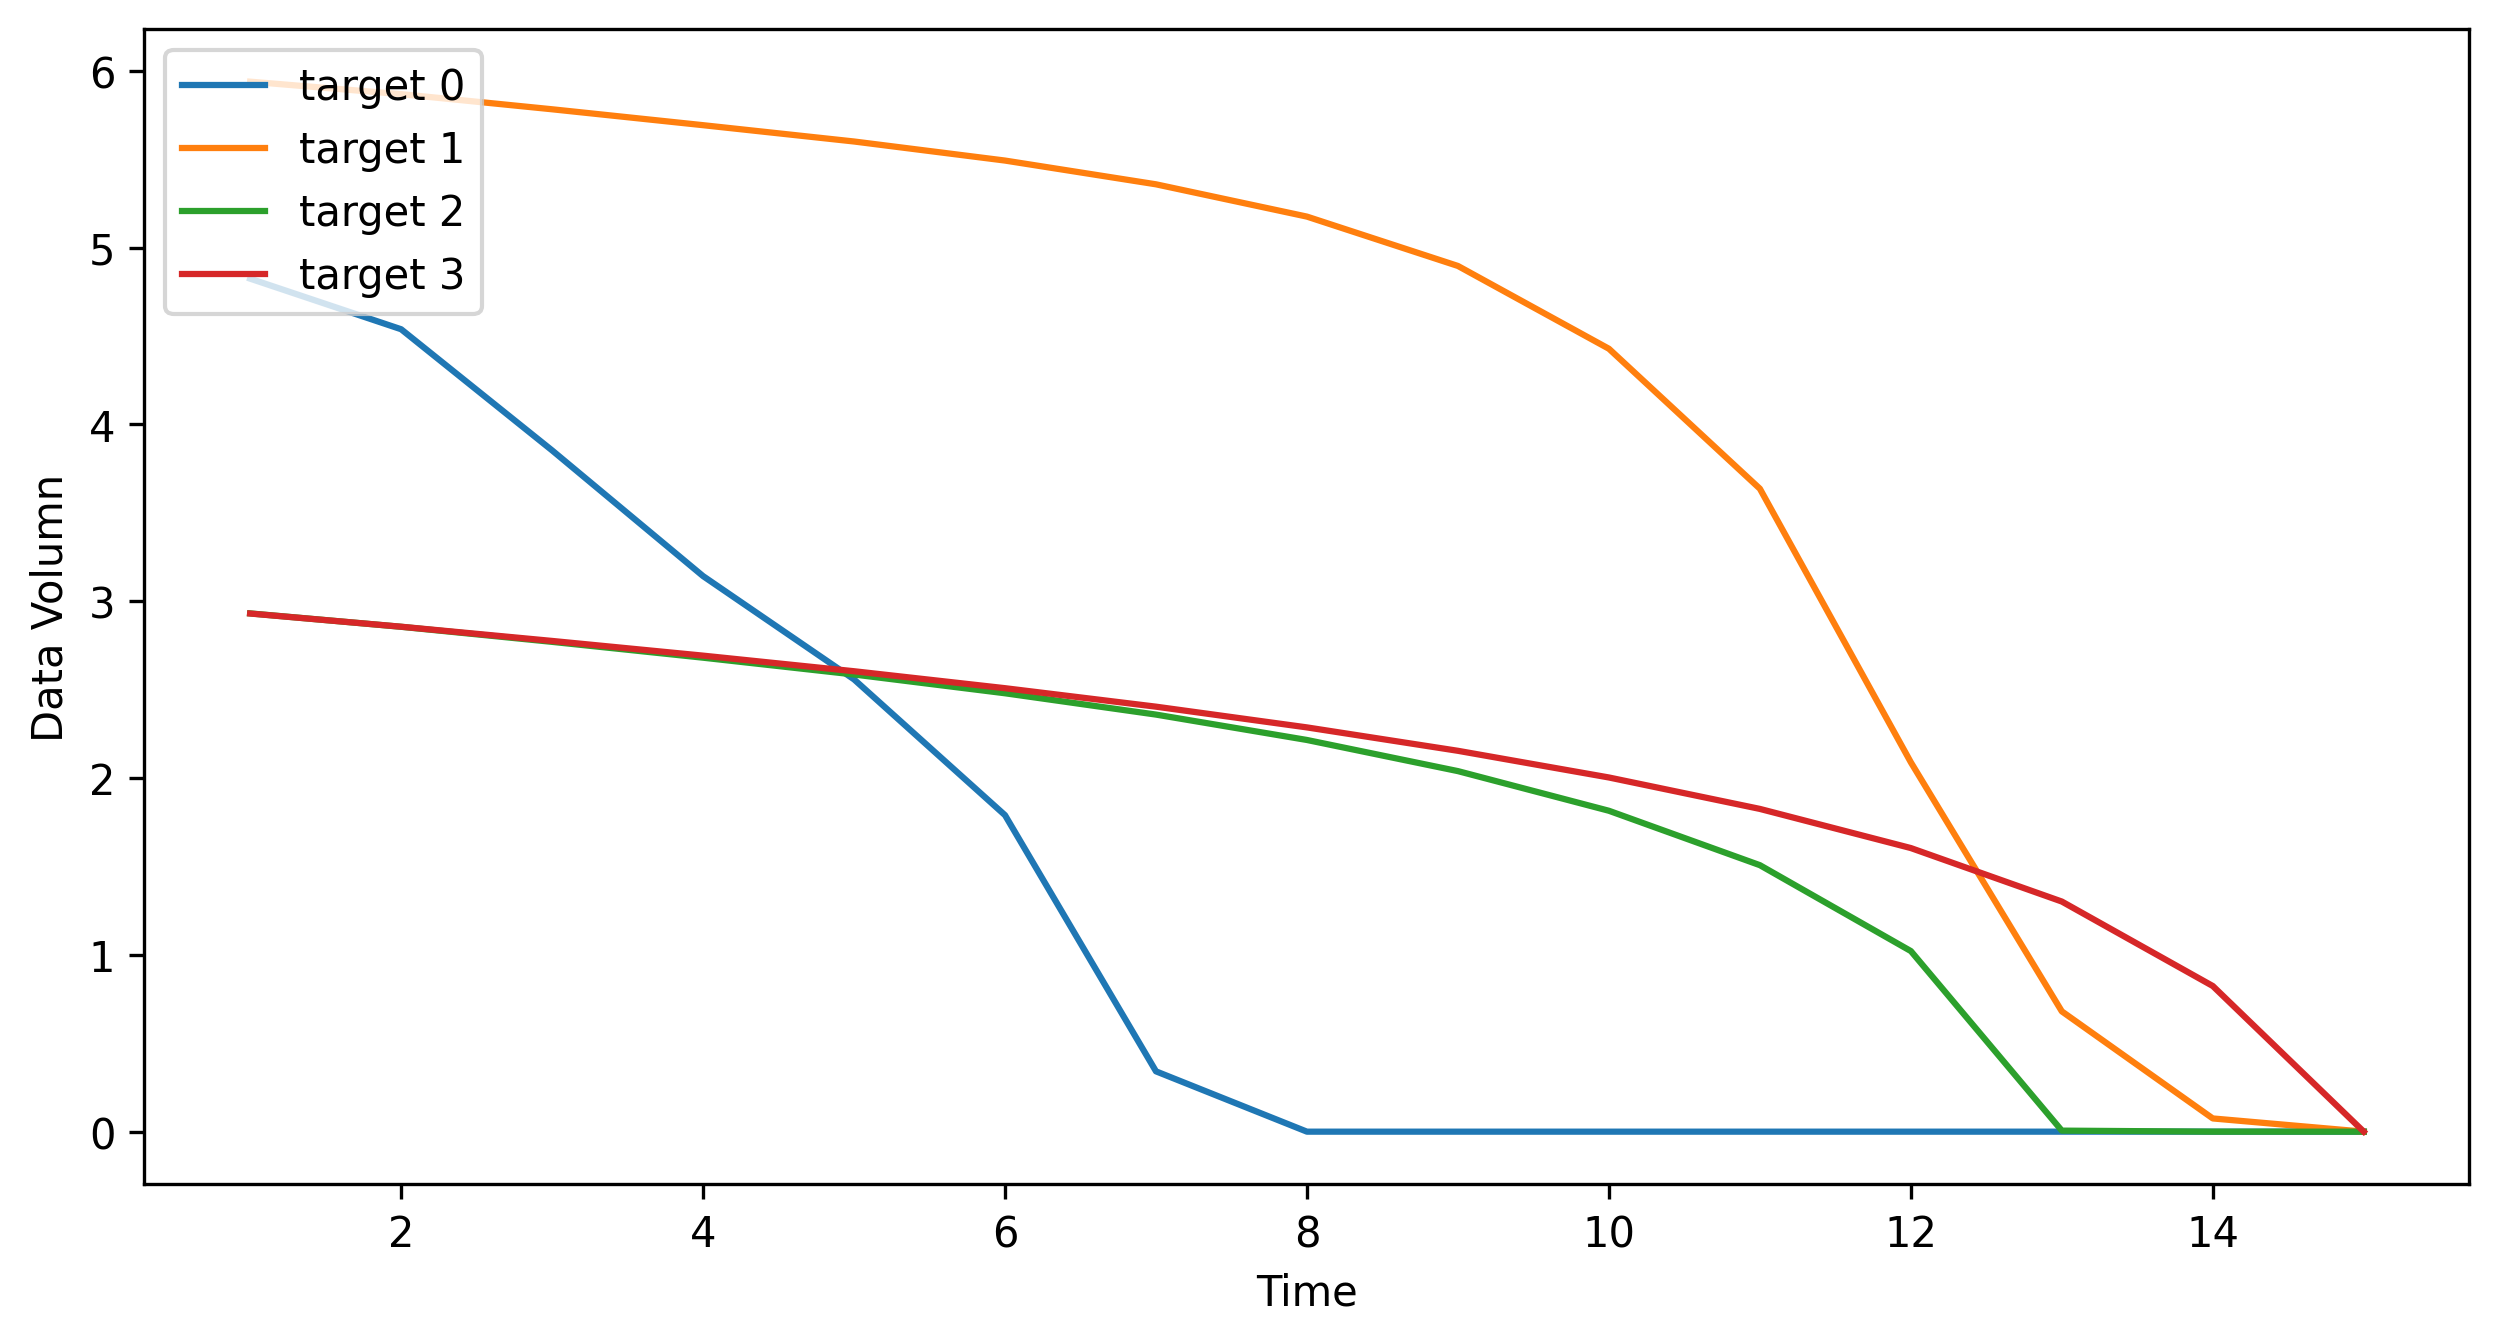 target 0
target 1
target 2
target 3
6
5
4
3
2
1
0
Data Volumn
2 4 6 8 10 12 14
Time